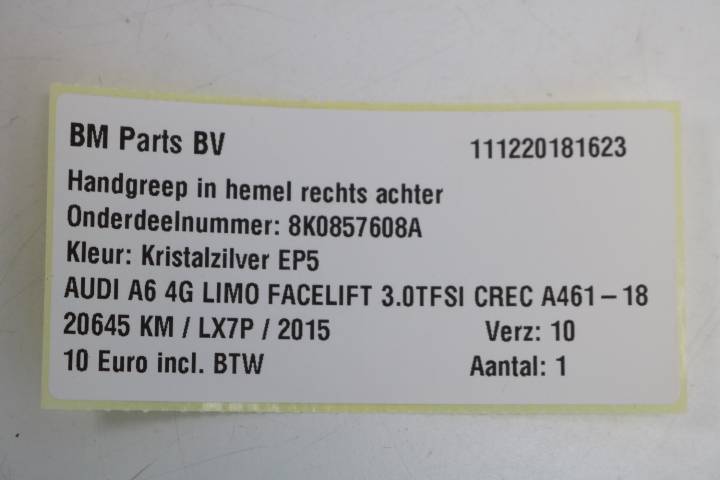 BM Parts BV 111220181623
Handgreep in hemel rechts achter
Onderdeelnummer: 8K0857608A
Kleur: Kristalzilver EP5
AUDI A6 4G LIMO FACELIFT 3.0TFSI CREC A461-18
20645 KM / LX7P / 2015 Verz: 10
10 Euro incl. BTW Aantal: 1